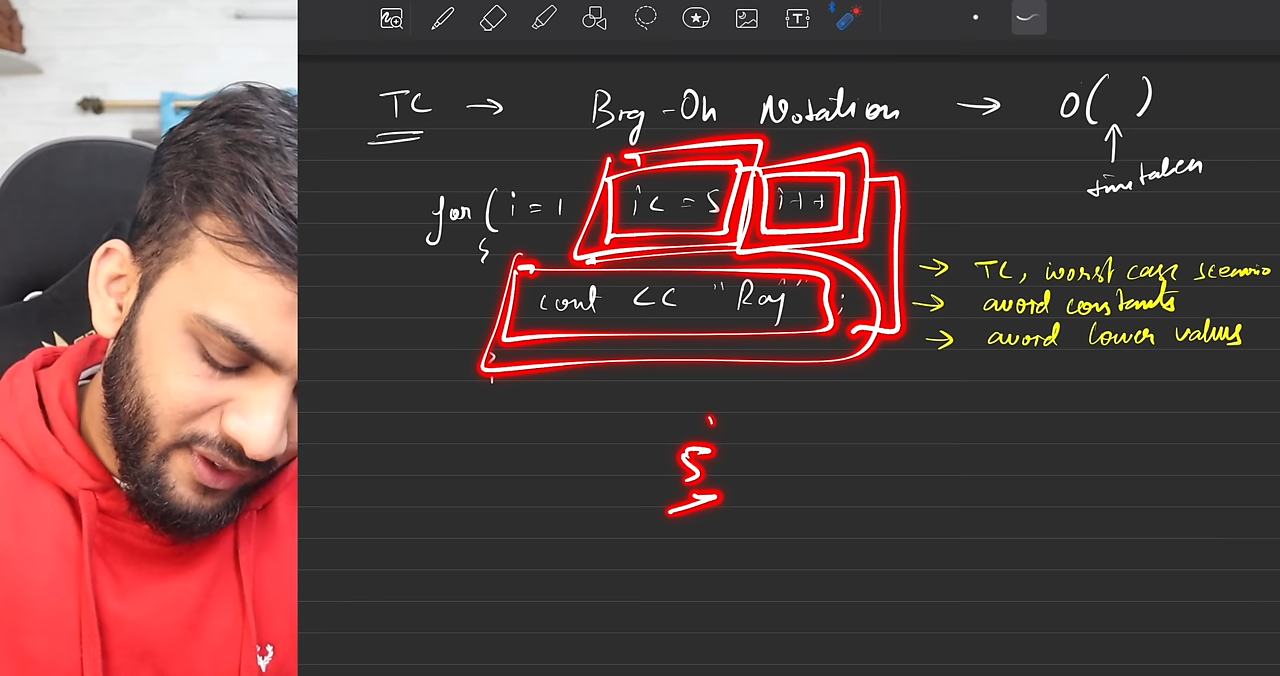 TC → Big-Oh Notation → O( )
↑
time taken
for ( i = 1 i <= 5 i++
{
cout << "Raj" ;
}
→ TC, worst case scenario
→ avoid constants
→ avoid lower values
5